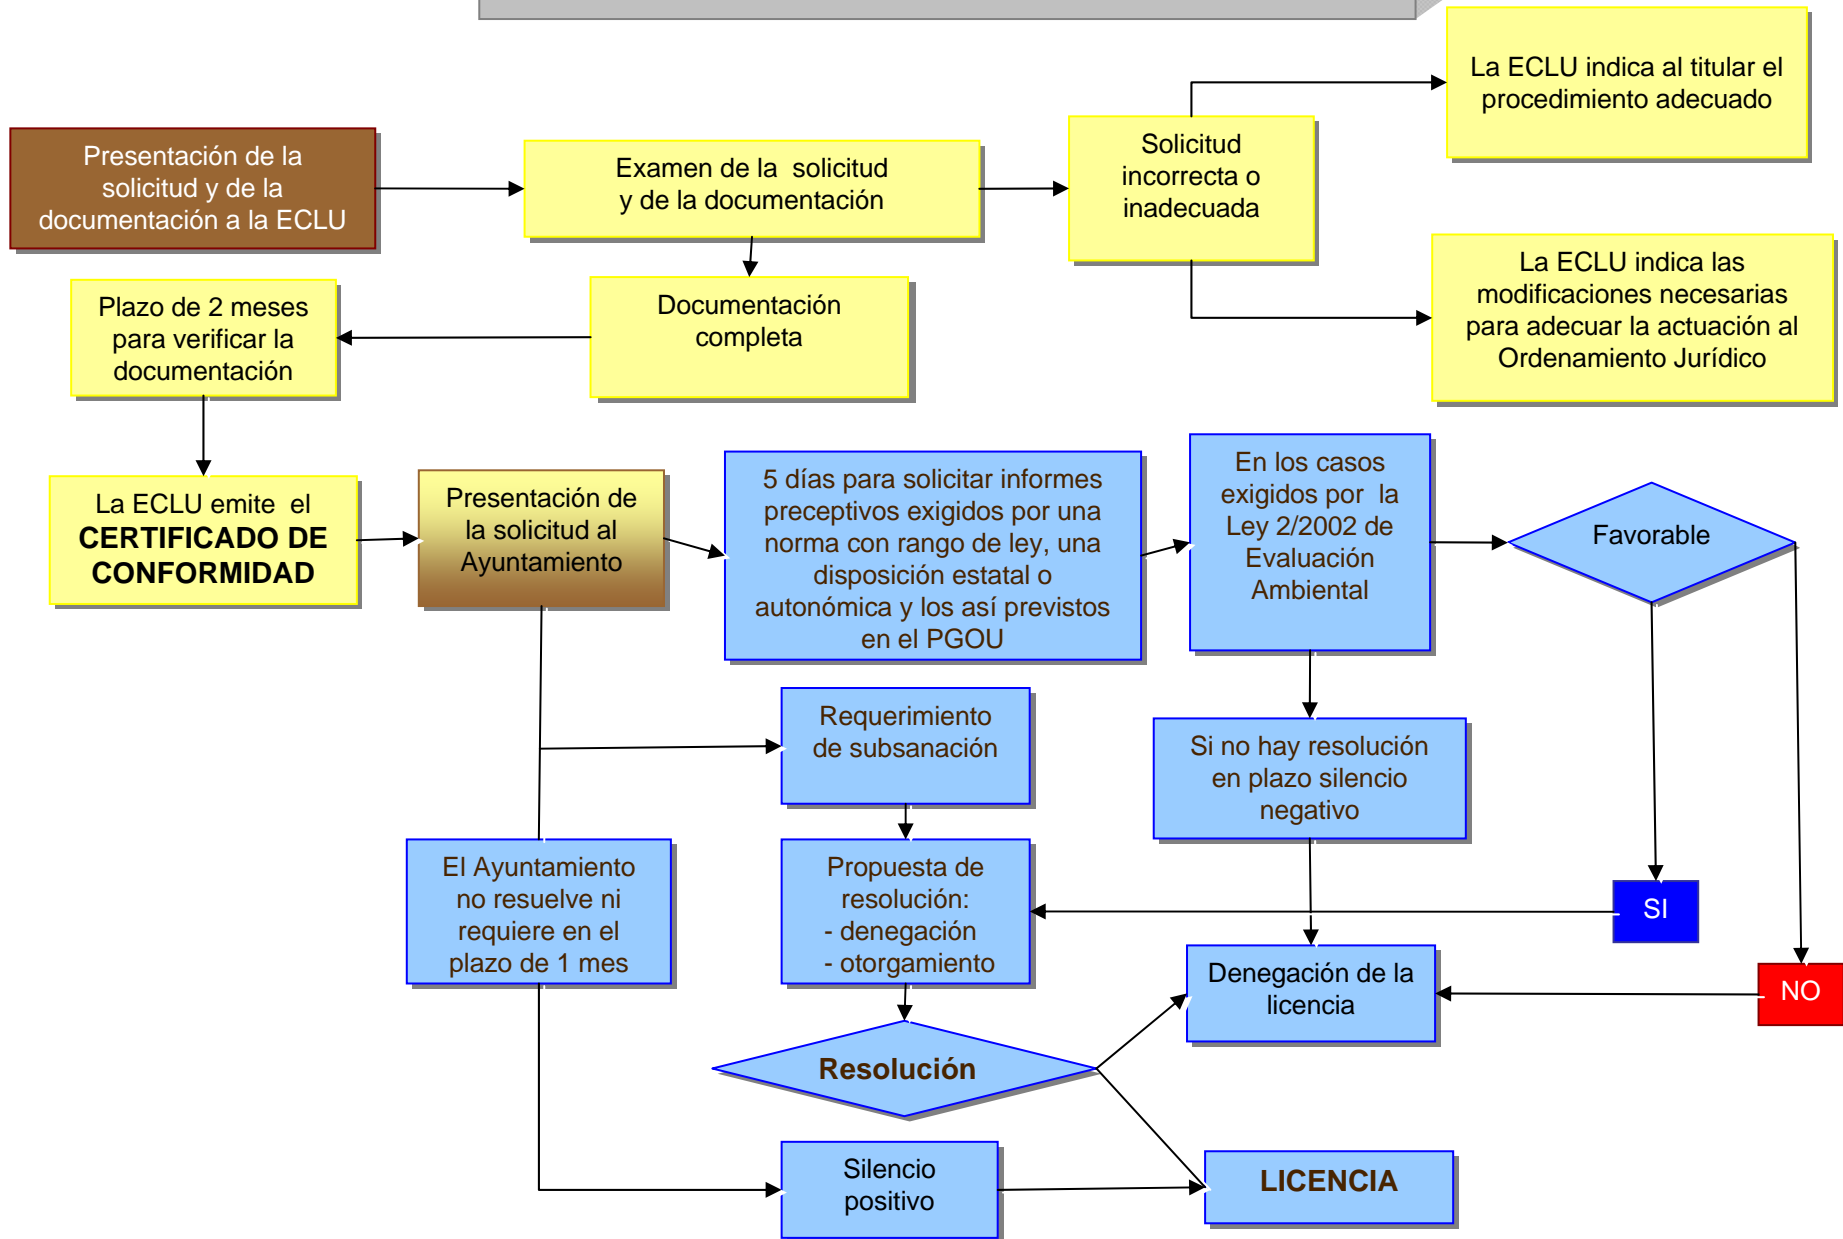 La ECLU indica al titular el
procedimiento adecuado
Presentación de la
solicitud y de la
documentación a la ECLU
Examen de la solicitud
y de la documentación
Solicitud
incorrecta o
inadecuada
La ECLU indica las
modificaciones necesarias
para adecuar la actuación al
Ordenamiento Jurídico
Plazo de 2 meses
para verificar la
documentación
Documentación
completa
La ECLU emite el
CERTIFICADO DE
CONFORMIDAD
Presentación de
la solicitud al
Ayuntamiento
5 días para solicitar informes
preceptivos exigidos por una
norma con rango de ley, una
disposición estatal o
autonómica y los así previstos
en el PGOU
En los casos
exigidos por la
Ley 2/2002 de
Evaluación
Ambiental
Favorable
Requerimiento
de subsanación
Si no hay resolución
en plazo silencio
negativo
El Ayuntamiento
no resuelve ni
requiere en el
plazo de 1 mes
Propuesta de
resolución:
- denegación
- otorgamiento
SI
Denegación de la
licencia
NO
Resolución
Silencio
positivo
LICENCIA